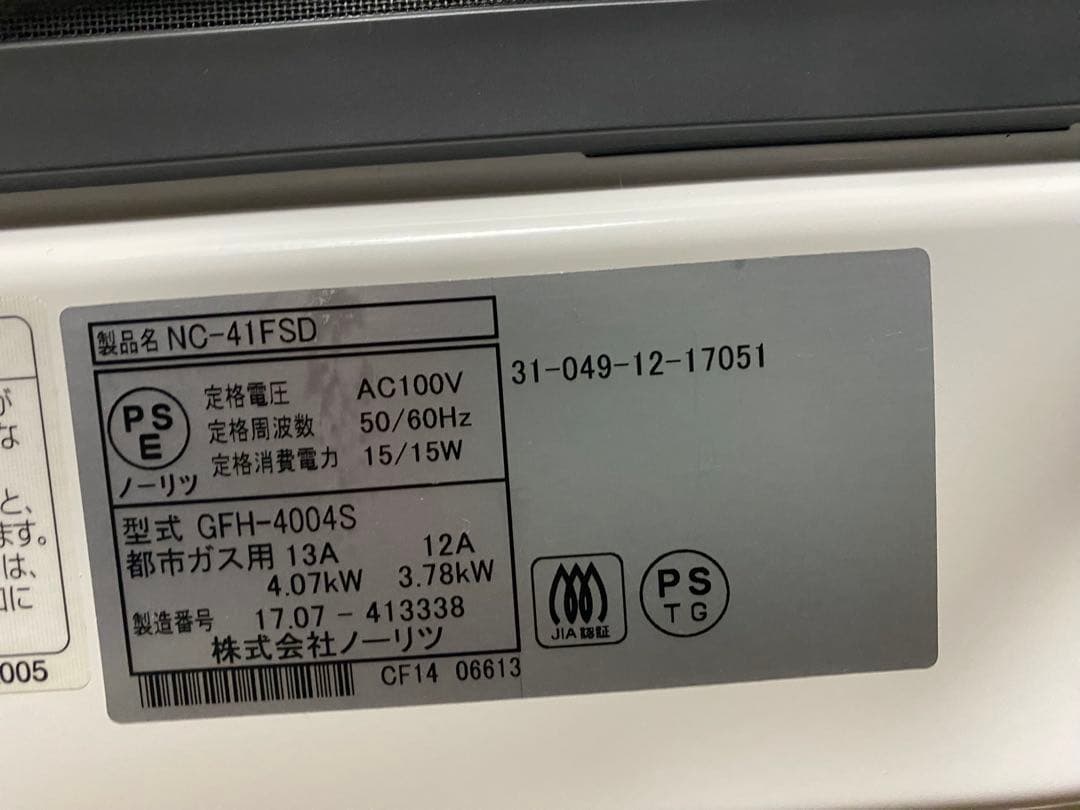 製品名 NC-41FSD
31-049-12-17051
PS
E
定格電圧 AC100V
定格周波数 50/60Hz
定格消費電力 15/15W
ノーリツ
型式 GFH-4004S
都市ガス用 13A 12A
4.07kW 3.78kW
製造番号 17.07 - 413338
株式会社ノーリツ
CF14 06613
JIA 認証
PS
TG
が
な
と、
ます。
は、
に
005